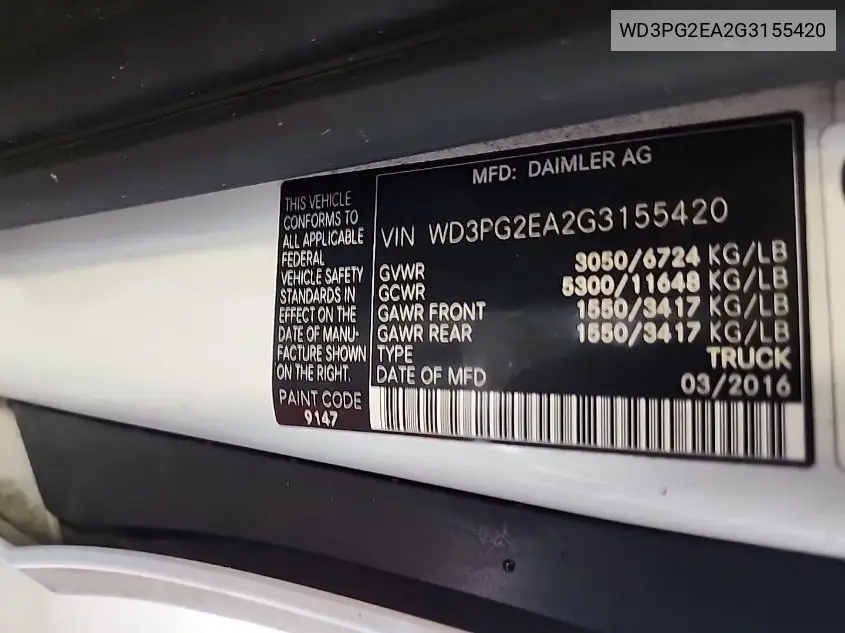 WD3PG2EA2G3155420
MFD: DAIMLER AG
THIS VEHICLE
CONFORMS TO
ALL APPLICABLE
FEDERAL
VEHICLE SAFETY
STANDARDS IN
EFFECT ON THE
DATE OF MANU-
FACTURE SHOWN
ON THE RIGHT.
PAINT CODE
9147
VIN WD3PG2EA2G3155420
GVWR 3050/6724 KG/LB
GCWR 5300/11648 KG/LB
GAWR FRONT 1550/3417 KG/LB
GAWR REAR 1550/3417 KG/LB
TYPE TRUCK
DATE OF MFD 03/2016